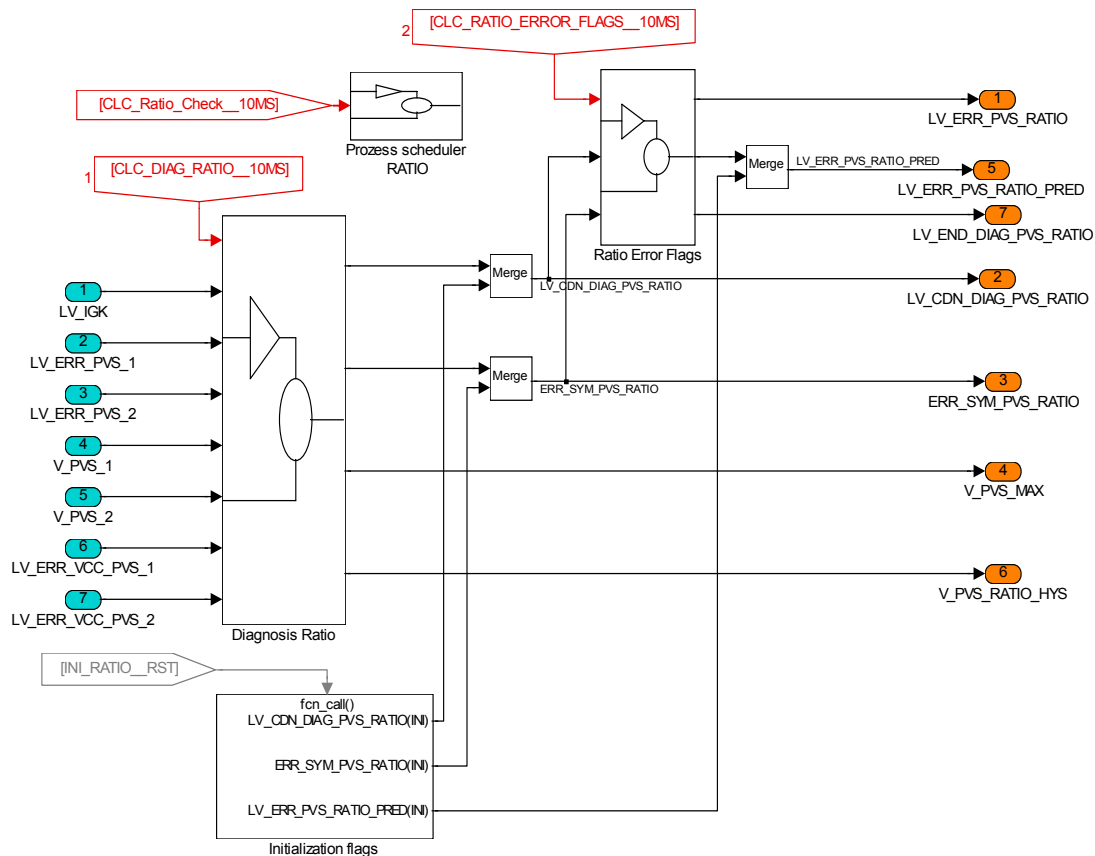 2
[CLC_RATIO_ERROR_FLAGS__10MS]
[CLC_Ratio_Check__10MS]
Prozess scheduler
RATIO
1
LV_ERR_PVS_RATIO
Merge
LV_ERR_PVS_RATIO_PRED
5
LV_ERR_PVS_RATIO_PRED
1
[CLC_DIAG_RATIO__10MS]
7
LV_END_DIAG_PVS_RATIO
Ratio Error Flags
Merge
LV_CDN_DIAG_PVS_RATIO
2
LV_CDN_DIAG_PVS_RATIO
1
LV_IGK
2
LV_ERR_PVS_1
3
LV_ERR_PVS_2
4
V_PVS_1
5
V_PVS_2
6
LV_ERR_VCC_PVS_1
7
LV_ERR_VCC_PVS_2
Merge
ERR_SYM_PVS_RATIO
3
ERR_SYM_PVS_RATIO
4
V_PVS_MAX
6
V_PVS_RATIO_HYS
Diagnosis Ratio
[INI_RATIO__RST]
fcn_call()
LV_CDN_DIAG_PVS_RATIO(INI)
ERR_SYM_PVS_RATIO(INI)
LV_ERR_PVS_RATIO_PRED(INI)
Initialization flags